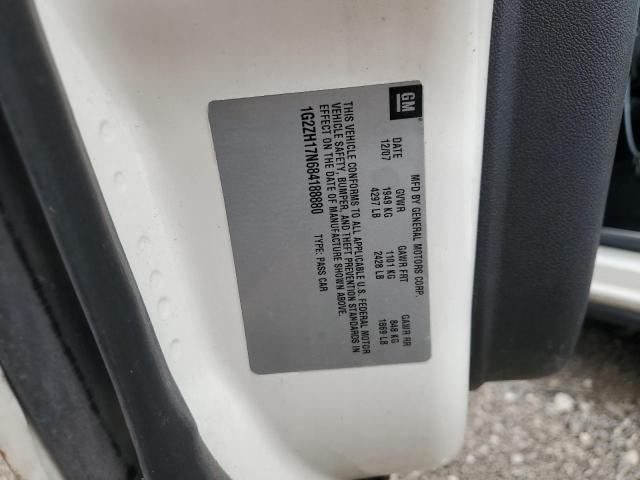 GM
MFD BY GENERAL MOTORS CORP.
DATE GVWR GAWR FRT GAWR RR
12/07 1949 KG 1101 KG 848 KG
4297 LB 2428 LB 1869 LB
THIS VEHICLE CONFORMS TO ALL APPLICABLE U.S. FEDERAL MOTOR
VEHICLE SAFETY, BUMPER, AND THEFT PREVENTION STANDARDS IN
EFFECT ON THE DATE OF MANUFACTURE SHOWN ABOVE.
1G2ZH17N684188880 TYPE: PASS CAR